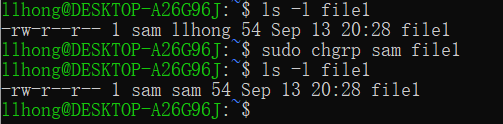 llhong@DESKTOP-A26G96J:~$ ls -l file1
-rw-r--r-- 1 sam llhong 54 Sep 13 20:28 file1
llhong@DESKTOP-A26G96J:~$ sudo chgrp sam file1
llhong@DESKTOP-A26G96J:~$ ls -l file1
-rw-r--r-- 1 sam sam 54 Sep 13 20:28 file1
llhong@DESKTOP-A26G96J:~$